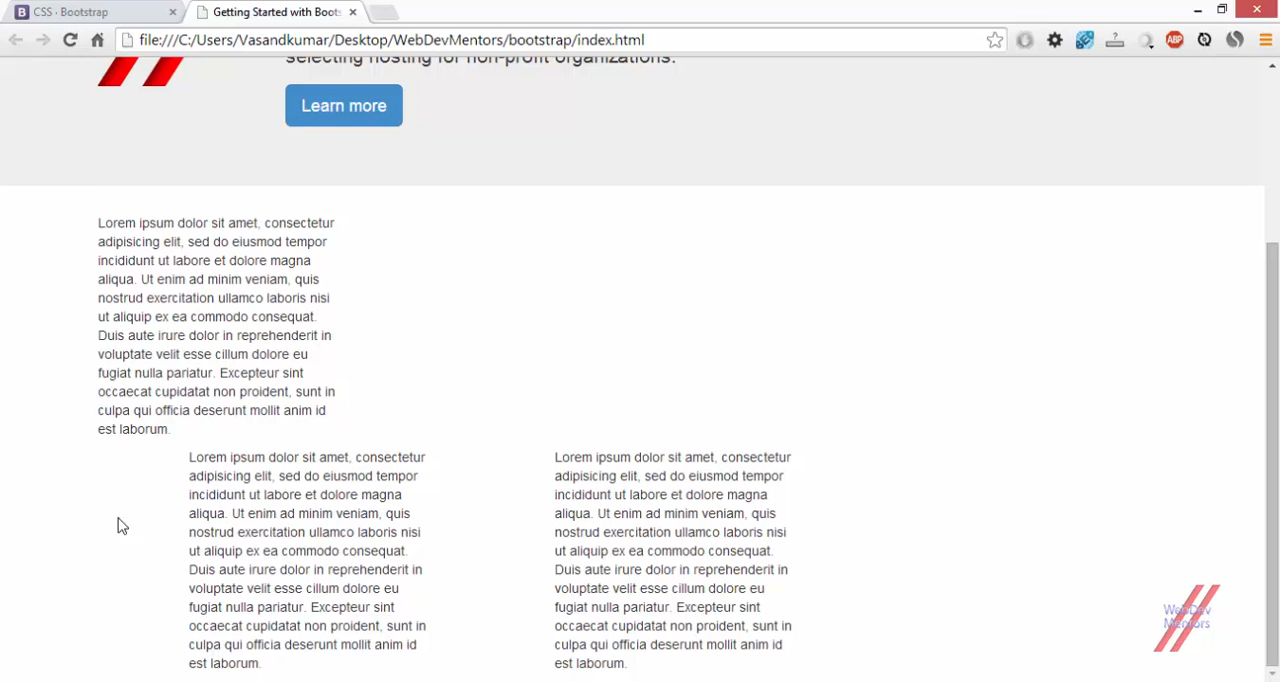 CSS · Bootstrap
Getting Started with Boots
file:///C:/Users/Vasandkumar/Desktop/WebDevMentors/bootstrap/index.html
ABP
selecting hosting for non-profit organizations.
Learn more
Lorem ipsum dolor sit amet, consectetur
adipisicing elit, sed do eiusmod tempor
incididunt ut labore et dolore magna
aliqua. Ut enim ad minim veniam, quis
nostrud exercitation ullamco laboris nisi
ut aliquip ex ea commodo consequat.
Duis aute irure dolor in reprehenderit in
voluptate velit esse cillum dolore eu
fugiat nulla pariatur. Excepteur sint
occaecat cupidatat non proident, sunt in
culpa qui officia deserunt mollit anim id
est laborum.
Lorem ipsum dolor sit amet, consectetur
adipisicing elit, sed do eiusmod tempor
incididunt ut labore et dolore magna
aliqua. Ut enim ad minim veniam, quis
nostrud exercitation ullamco laboris nisi
ut aliquip ex ea commodo consequat.
Duis aute irure dolor in reprehenderit in
voluptate velit esse cillum dolore eu
fugiat nulla pariatur. Excepteur sint
occaecat cupidatat non proident, sunt in
culpa qui officia deserunt mollit anim id
est laborum.
Lorem ipsum dolor sit amet, consectetur
adipisicing elit, sed do eiusmod tempor
incididunt ut labore et dolore magna
aliqua. Ut enim ad minim veniam, quis
nostrud exercitation ullamco laboris nisi
ut aliquip ex ea commodo consequat.
Duis aute irure dolor in reprehenderit in
voluptate velit esse cillum dolore eu
fugiat nulla pariatur. Excepteur sint
occaecat cupidatat non proident, sunt in
culpa qui officia deserunt mollit anim id
est laborum.
WebDev
Mentors